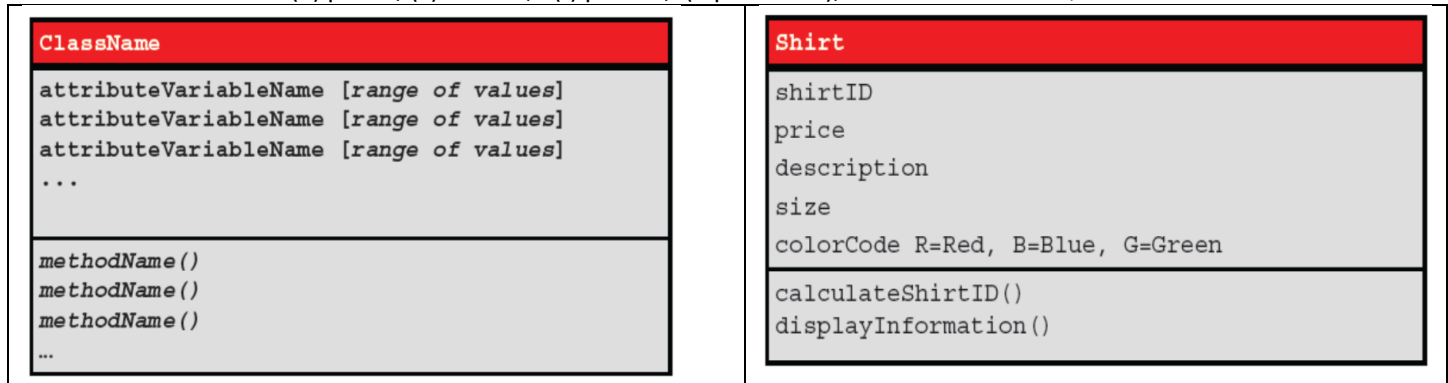 ClassName
attributeVariableName [range of values]
attributeVariableName [range of values]
attributeVariableName [range of values]
...
methodName()
methodName()
methodName()
...
Shirt
shirtID
price
description
size
colorCode R=Red, B=Blue, G=Green
calculateShirtID()
displayInformation()